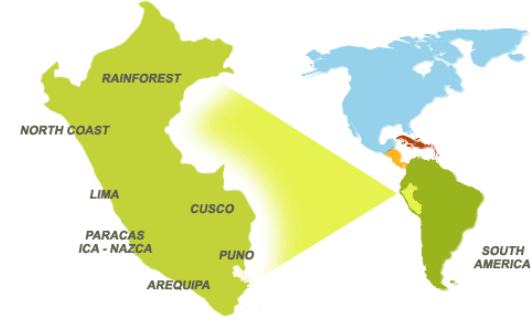 RAINFOREST
NORTH COAST
LIMA
CUSCO
PARACAS
ICA - NAZCA
PUNO
AREQUIPA
SOUTH
AMERICA